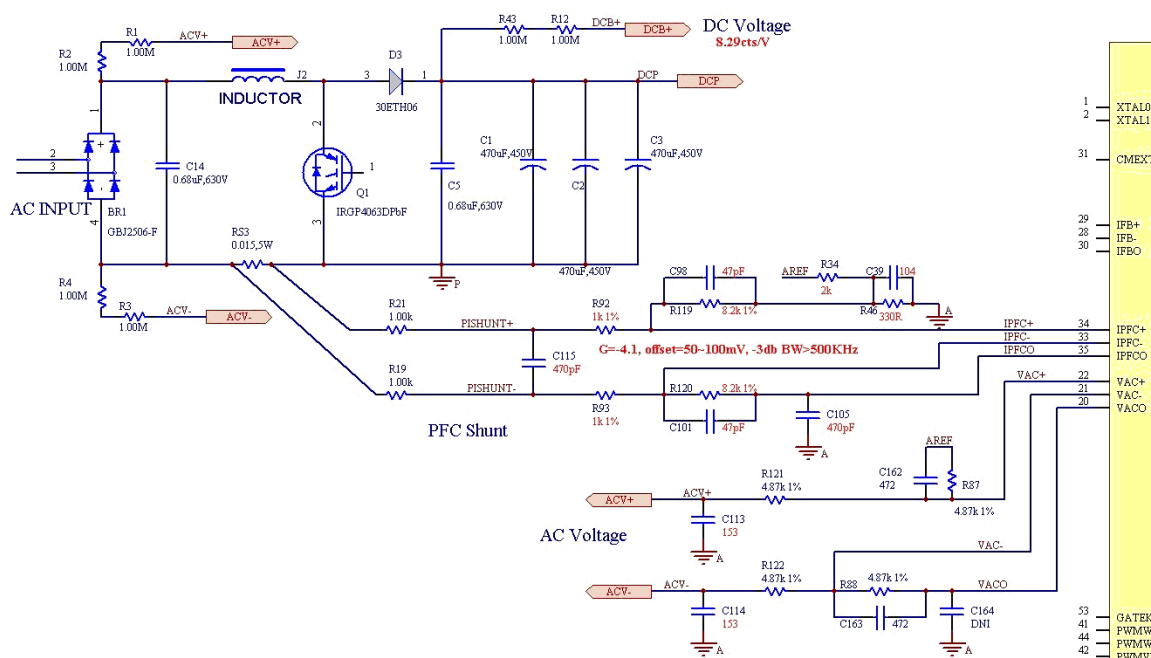 R43
R12
DCB+
DCB+
DC Voltage
8.29cts/V
1.00M
1.00M
R1
ACV+
ACV+
R2
1.00M
1.00M
D3
J2
3
1
DCP
DCP
INDUCTOR
30ETH06
1
XTAL0
2
XTAL1
1
2
C1
470uF,450V
C3
470uF,450V
31
CMEXT
2
3
C14
0.68uF,630V
1
C5
0.68uF,630V
C2
Q1
IRGP4063DPbF
AC INPUT
BR1
GBJ2506-F
4
3
29
IFB+
28
IFB-
30
IFBO
RS3
0.015,5W
470uF,450V
P
R4
1.00M
C98
47pF
AREF
R34
2k
C39
104
R3
1.00M
ACV-
ACV-
R21
1.00k
PISHUNT+
R92
1k 1%
R119
8.2k 1%
R46
330R
A
34
IPFC+
G=-4.1, offset=50~100mV, -3db BW>500KHz
IPFC+
IPFC-
IPFCO
33
IPFC-
35
IPFCO
C115
470pF
R19
1.00k
PISHUNT-
R93
1k 1%
R120
8.2k 1%
C101
47pF
VAC+
22
VAC+
21
VAC-
20
VACO
C105
470pF
A
PFC Shunt
AREF
R121
4.87k 1%
C162
472
R87
4.87k 1%
ACV+
ACV+
C113
153
A
AC Voltage
VAC-
R122
4.87k 1%
R88
4.87k 1%
VACO
ACV-
ACV-
C114
153
A
C163
472
C164
DNI
A
53
GATEK
41
PWMW
44
PWMW
42